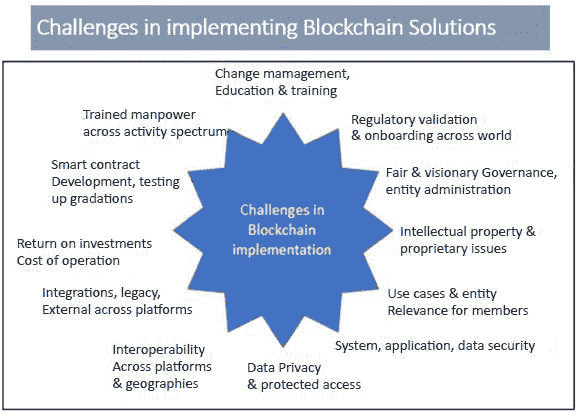 Challenges in implementing Blockchain Solutions
Change mamagement,
Education & training
Regulatory validation
& onboarding across world
Fair & visionary Governance,
entity administration
Intellectual property &
proprietary issues
Use cases & entity
Relevance for members
System, application, data security
Data Privacy
& protected access
Interoperability
Across platforms
& geographies
Integrations, legacy,
External across platforms
Return on investments
Cost of operation
Smart contract
Development, testing
up gradations
Trained manpower
across activity spectrum
Challenges in
Blockchain
implementation